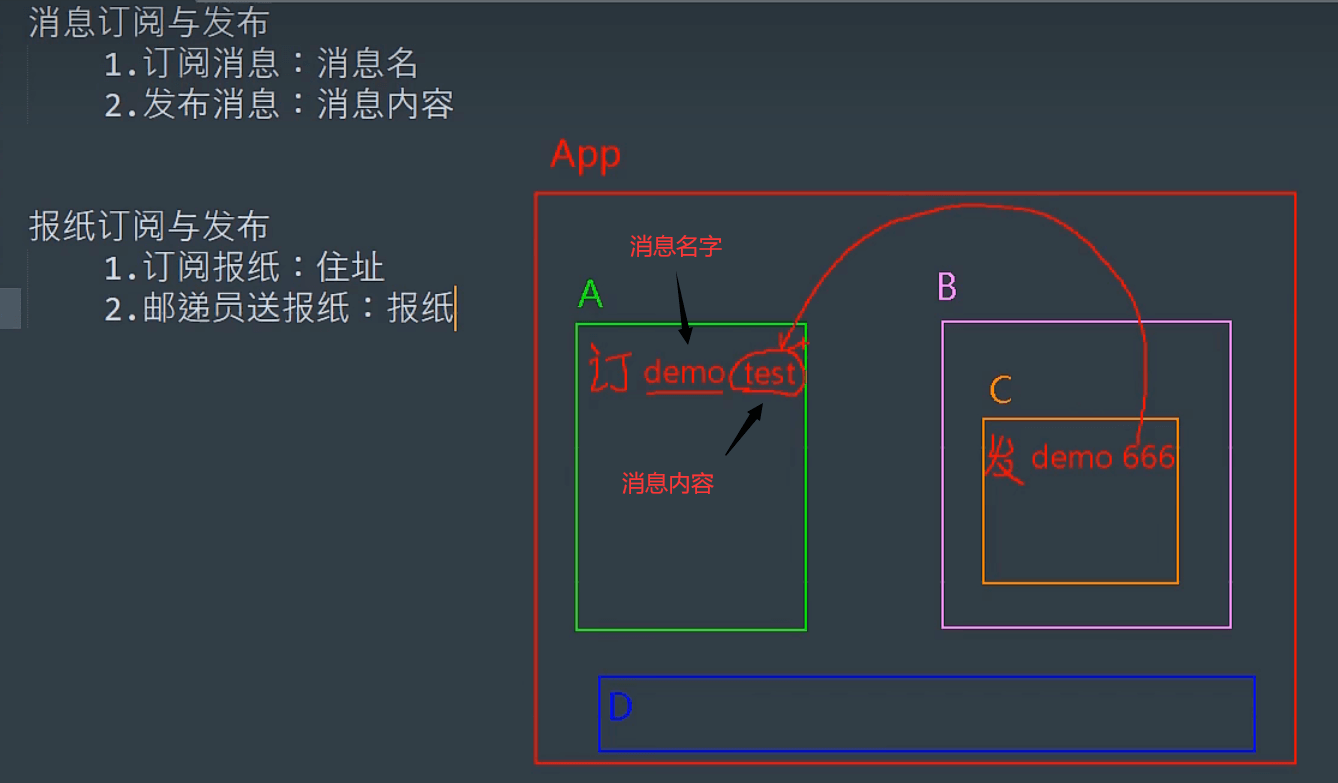 消息订阅与发布
1.订阅消息：消息名
2.发布消息：消息内容
报纸订阅与发布
1.订阅报纸：住址
2.邮递员送报纸：报纸
App
消息名字
A
订 demo test
消息内容
B
C
发 demo 666
D